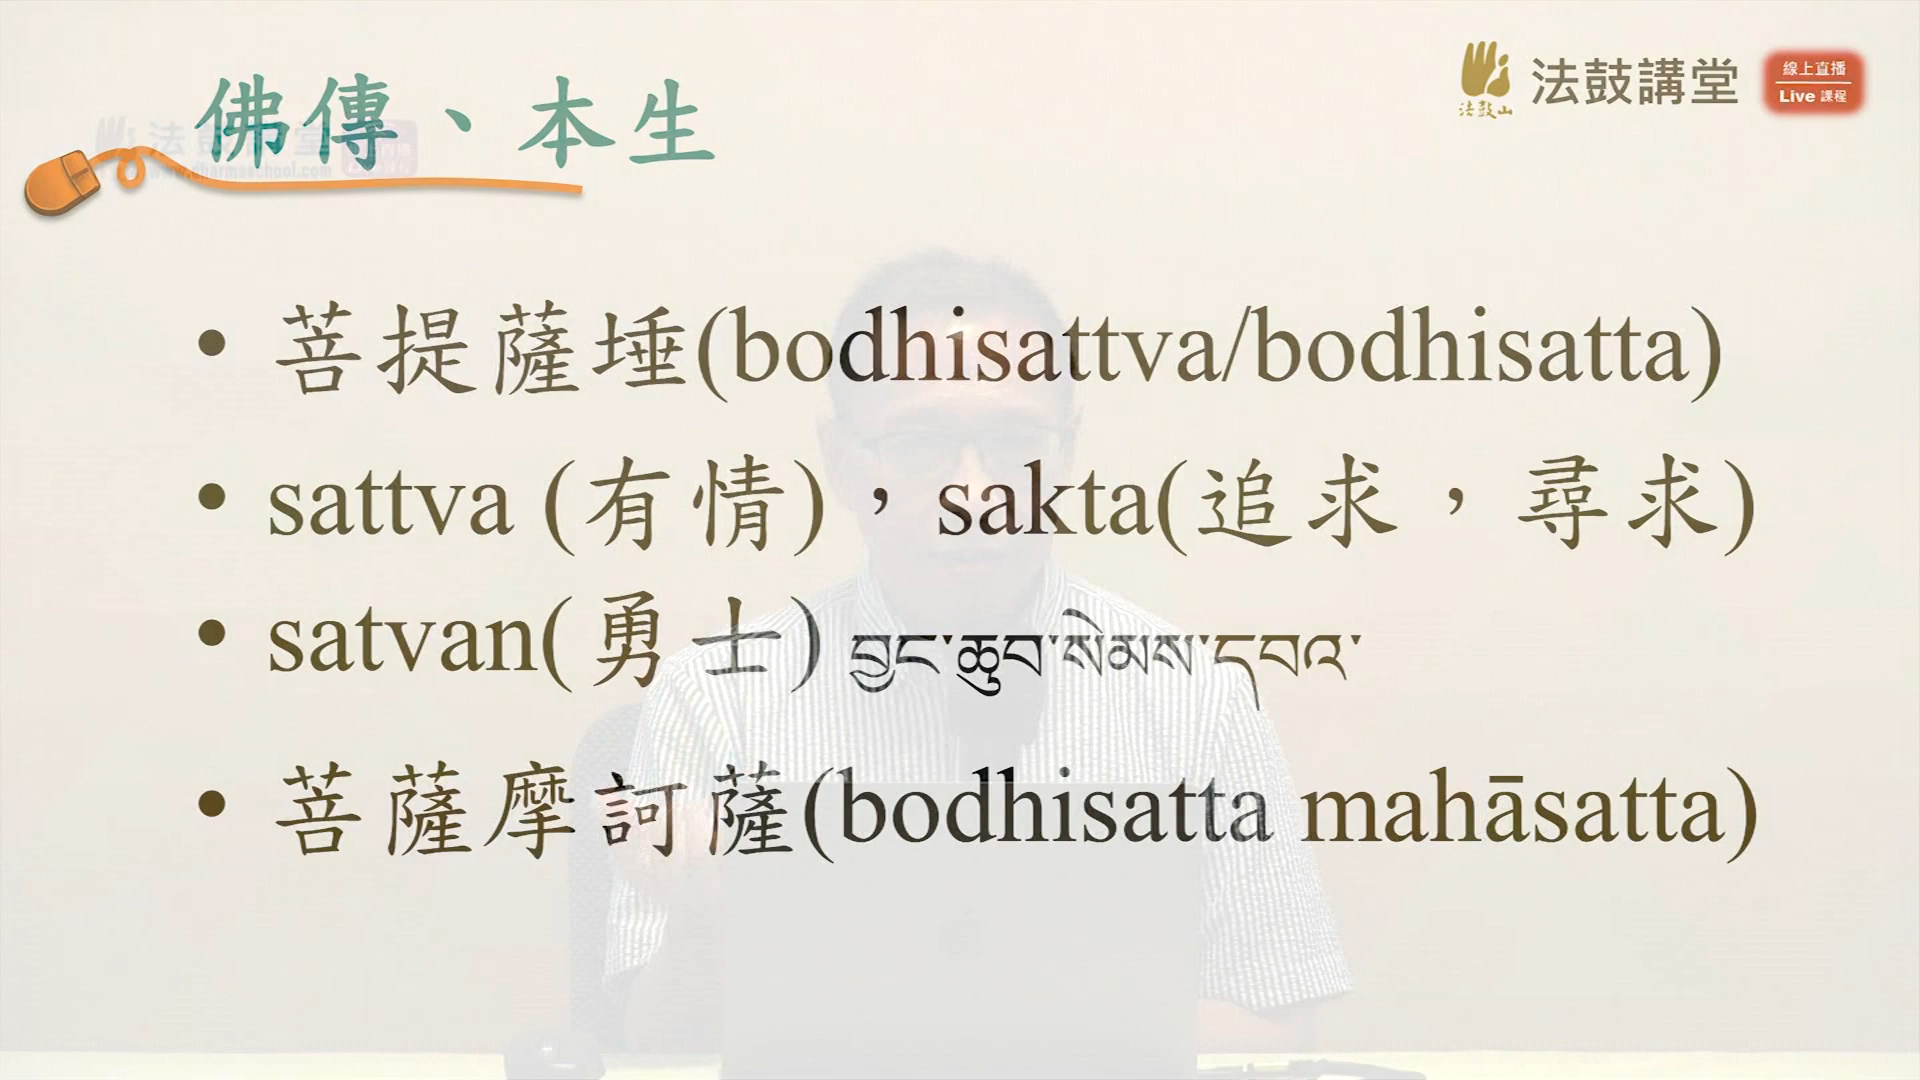 法鼓山
法鼓講堂
線上直播
Live 課程
佛傳、本生
• 菩提薩埵(bodhisattva/bodhisatta)
• sattva (有情)，sakta(追求，尋求)
• satvan(勇士) བྱང་ཆུབ་སེམས་དཔའ་
• 菩薩摩訶薩(bodhisatta mahāsatta)